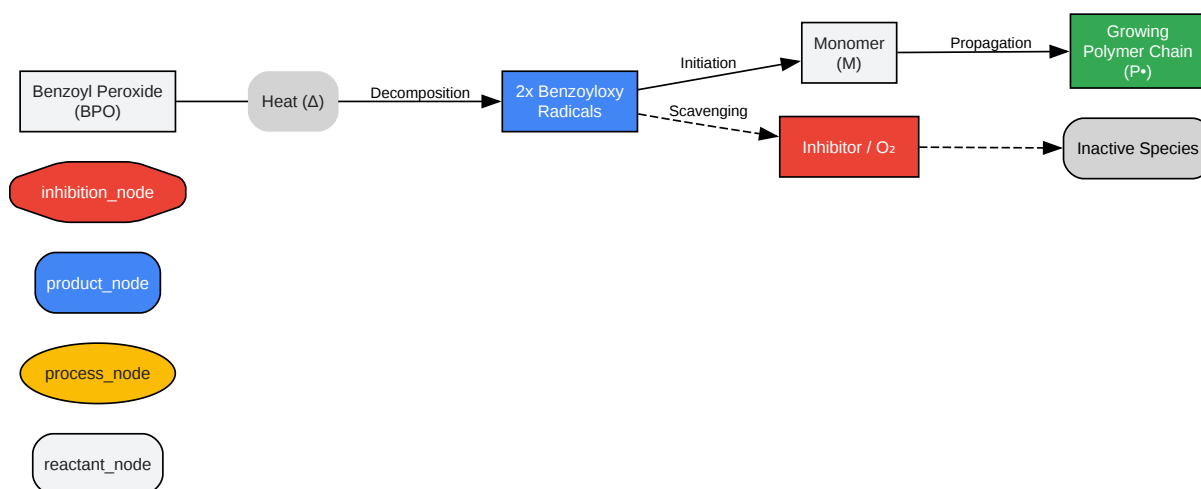 Benzoyl Peroxide
(BPO)
Heat (Δ)
Decomposition
2x Benzoyloxy
Radicals
Initiation
Monomer
(M)
Propagation
Growing
Polymer Chain
(P•)
Scavenging
Inhibitor / O₂
Inactive Species
inhibition_node
product_node
process_node
reactant_node